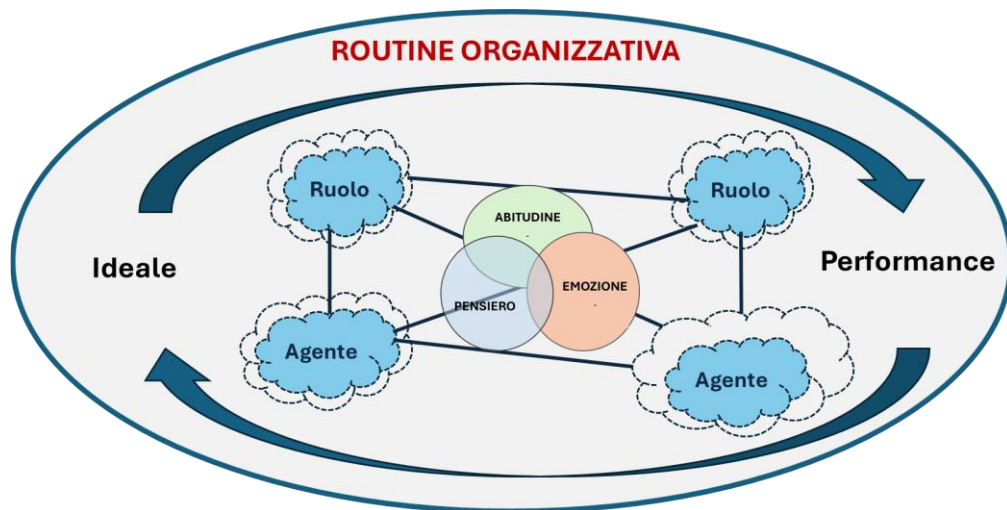 ROUTINE ORGANIZZATIVA
Ruolo
Ruolo
ABITUDINE
-
Ideale
Performance
PENSIERO
EMOZIONE
-
Agente
Agente